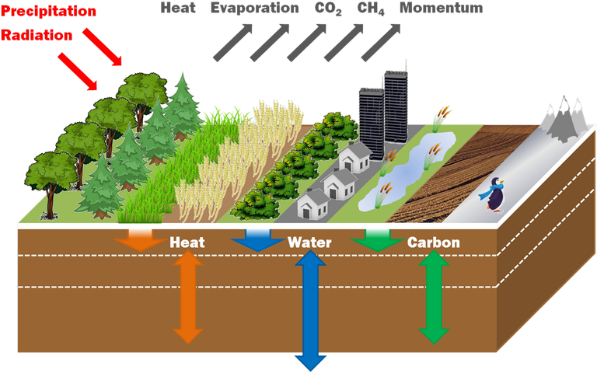 Precipitation
Radiation
Heat Evaporation CO₂ CH₄ Momentum
Heat Water Carbon